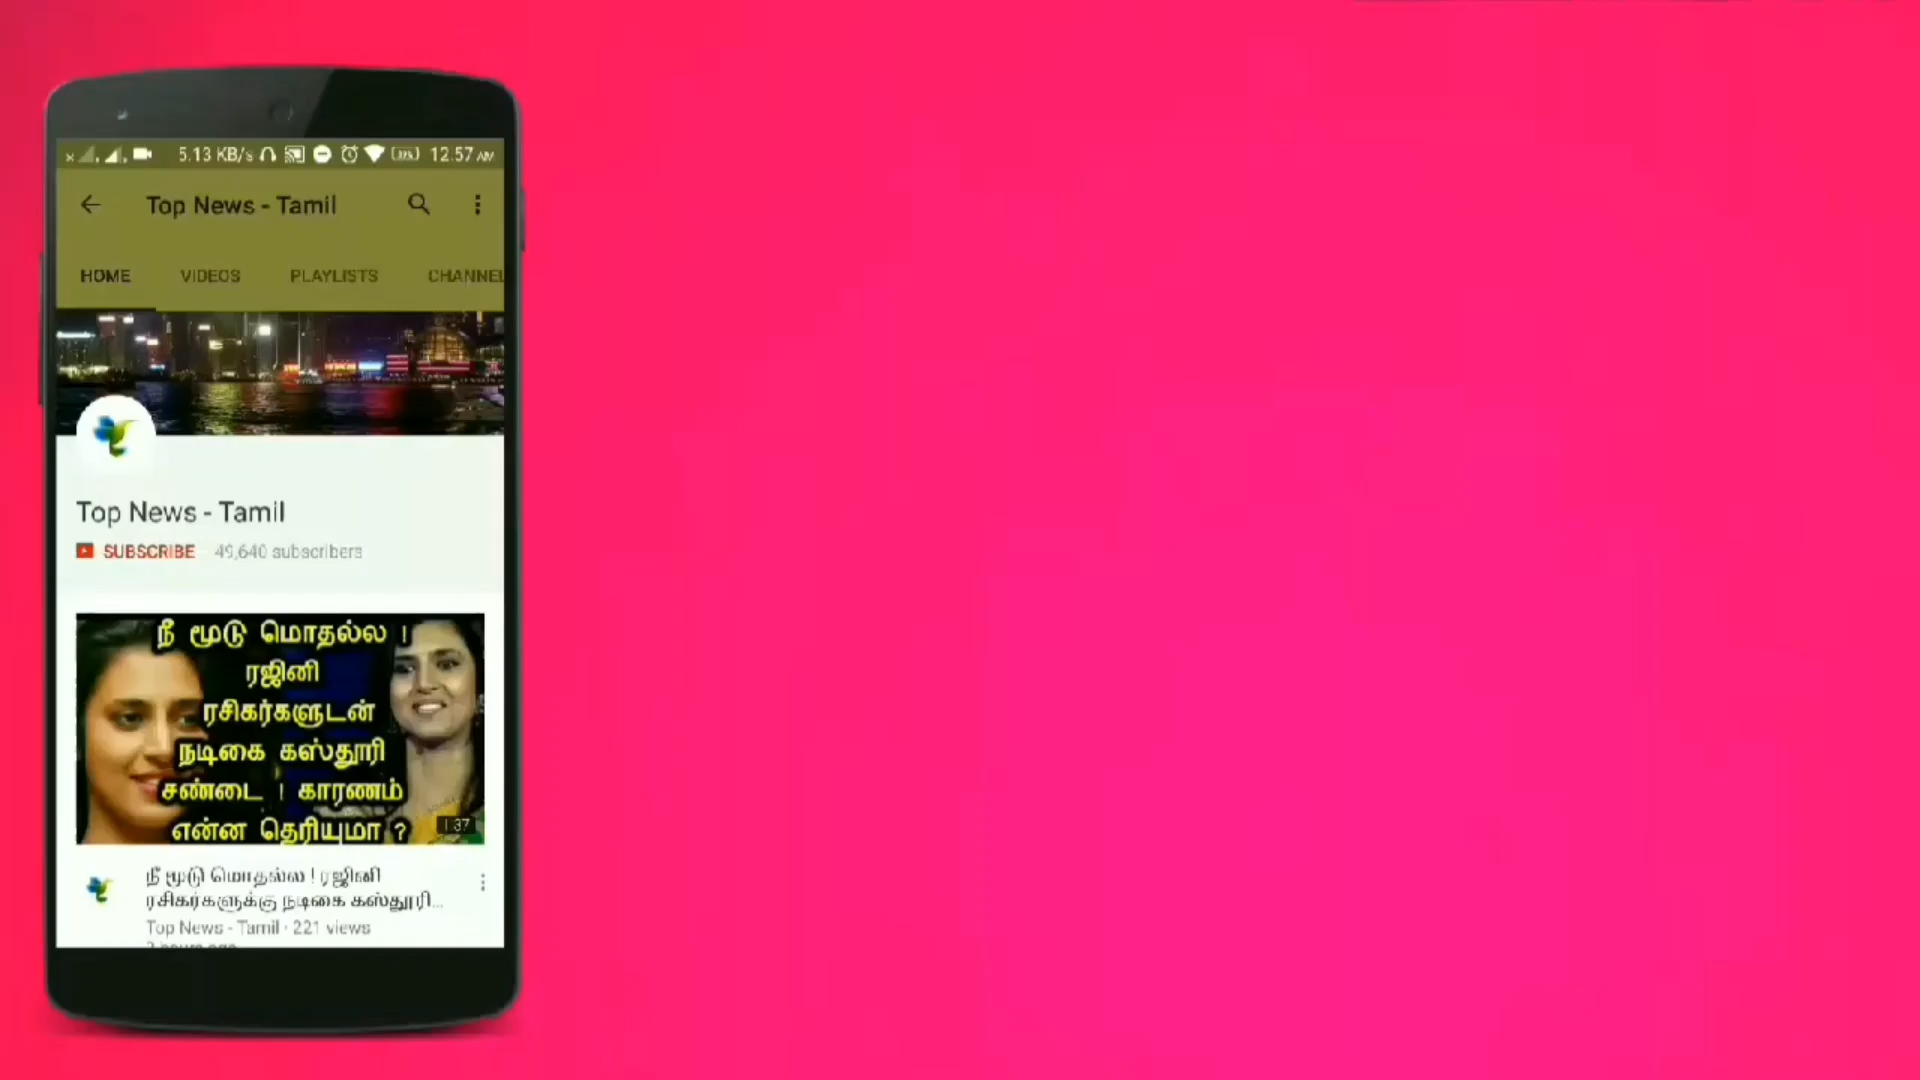 5.13 KB/s 12.57 AM
Top News - Tamil
HOME VIDEOS PLAYLISTS CHANNEL
Top News - Tamil
SUBSCRIBE 49,640 subscribers
நீ மூடு மொதல்ல !
ரஜினி
ரசிகர்களுடன்
நடிகை கஸ்தூரி
சண்டை ! காரணம்
என்ன தெரியுமா ?
1:37
நீ மூடு மொதல்ல ! ரஜினி
ரசிகர்களுக்கு நடிகை கஸ்தூரி...
Top News - Tamil · 221 views